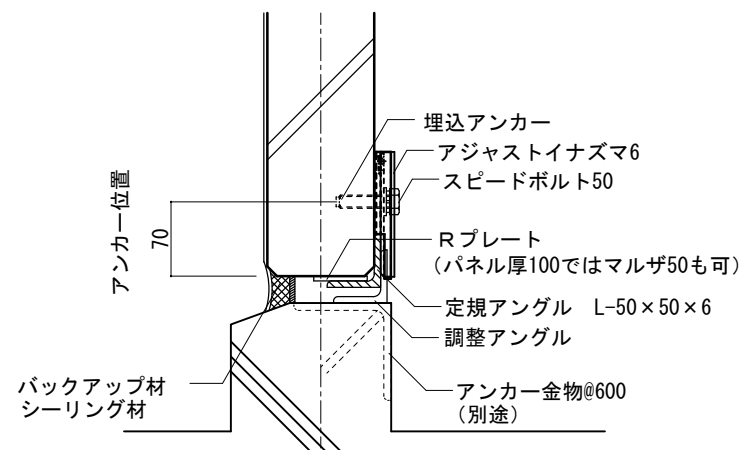 埋込アンカー
アジャストイナズマ6
スピードボルト50
アンカー位置
70
Rプレート
(パネル厚100ではマルザ50も可)
定規アングル L-50×50×6
調整アングル
バックアップ材
シーリング材
アンカー金物@600
(別途)